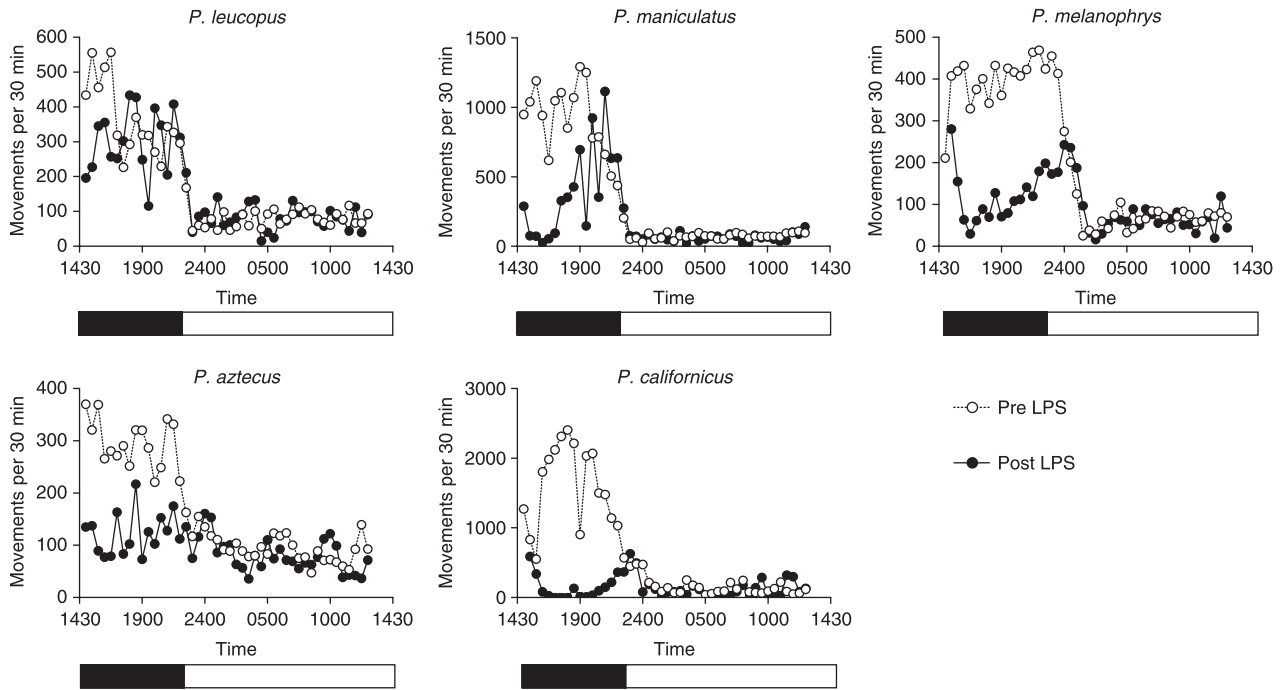 P. leucopus
Movements per 30 min
600
500
400
300
200
100
0
1430 1900 2400 0500 1000 1430
Time
P. maniculatus
Movements per 30 min
1500
1000
500
0
1430 1900 2400 0500 1000 1430
Time
P. melanophrys
Movements per 30 min
500
400
300
200
100
0
1430 1900 2400 0500 1000 1430
Time
P. aztecus
Movements per 30 min
400
300
200
100
0
1430 1900 2400 0500 1000 1430
Time
P. californicus
Movements per 30 min
3000
2000
1000
0
1430 1900 2400 0500 1000 1430
Time
Pre LPS
Post LPS